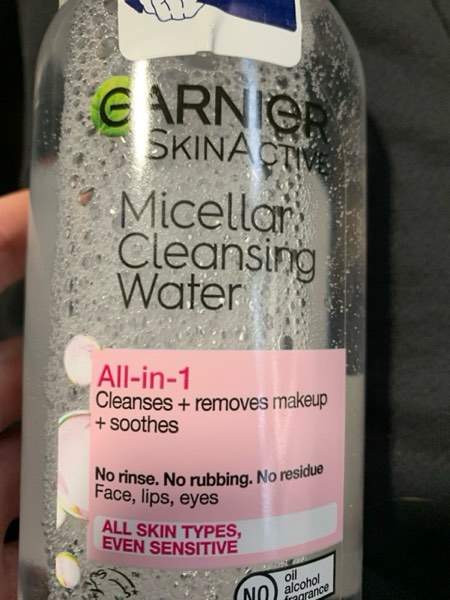 GARNIER
SKINACTIVE
Micellar
Cleansing
Water
All-in-1
Cleanses + removes makeup
+ soothes
No rinse. No rubbing. No residue
Face, lips, eyes
ALL SKIN TYPES,
EVEN SENSITIVE
NO
oil
alcohol
fragrance